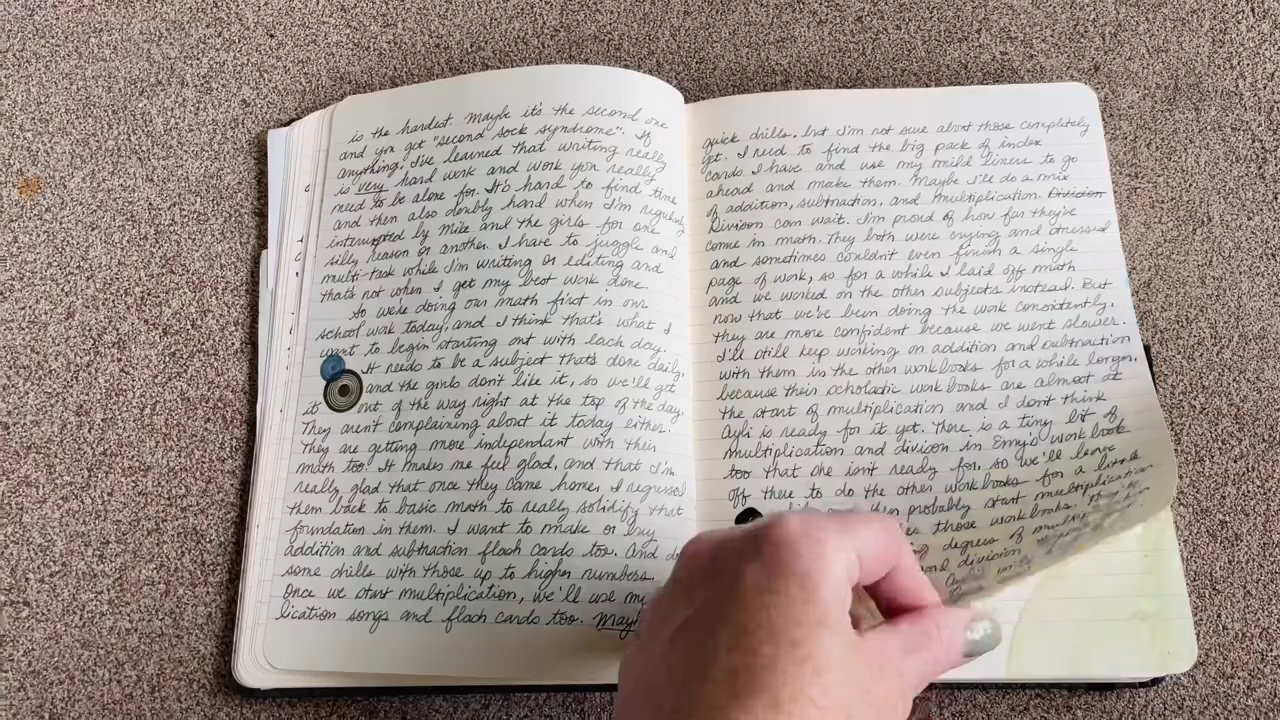 is the hardest. Maybe it's the second one
and you get "second sock syndrome". If
anything, I've learned that writing really
is very hard work and work you really
need to be alone for. It's hard to find time
and then also doubly hard when I'm regularly
interrupted by Mike and the girls for one
silly reason or another. I have to juggle and
multi-task while I'm writing or editing and
that's not when I get my best work done.
So we're doing our math first in our
school work today, and I think that's what I
want to begin starting out with each day.
It needs to be a subject that's done daily,
and the girls don't like it, so we'll get
it out of the way right at the top of the day.
They aren't complaining about it today either.
They are getting more independant with their
math too. It makes me feel glad, and that I'm
really glad that once they came home, I regressed
them back to basic math to really solidify that
foundation in them. I want to make or buy
addition and subtraction flash cards too. And do
some drills with those up to higher numbers.
Once we start multiplication, we'll use my
lication songs and flash cards too.
quick drills, but I'm not sure about those completely
yet. I need to find the big pack of index
cards I have and use my mild liners to go
ahead and make them. Maybe I'll do a mix
of addition, subtraction, and multiplication. Division
Divison can wait. I'm proud of how far they've
come in math. They both were crying and stressed
and sometimes couldn't even finish a single
page of work, so for a while I laid off math
and we worked on the other subjects instead. But
now that we've been doing the work consistently,
they are more confident because we went slower.
I'll still keep working on addition and subtraction
with them in the other workbooks for a while longer,
because their scholastic workbooks are almost at
the start of multiplication and I don't think
is ready for it yet. There is a tiny bit of
multiplication and divison in Emry's workbook
too that she isn't ready for, so we'll leave
off there to do the other workbooks for a little
probably start multiplication
those workbooks.
degrees of
and division